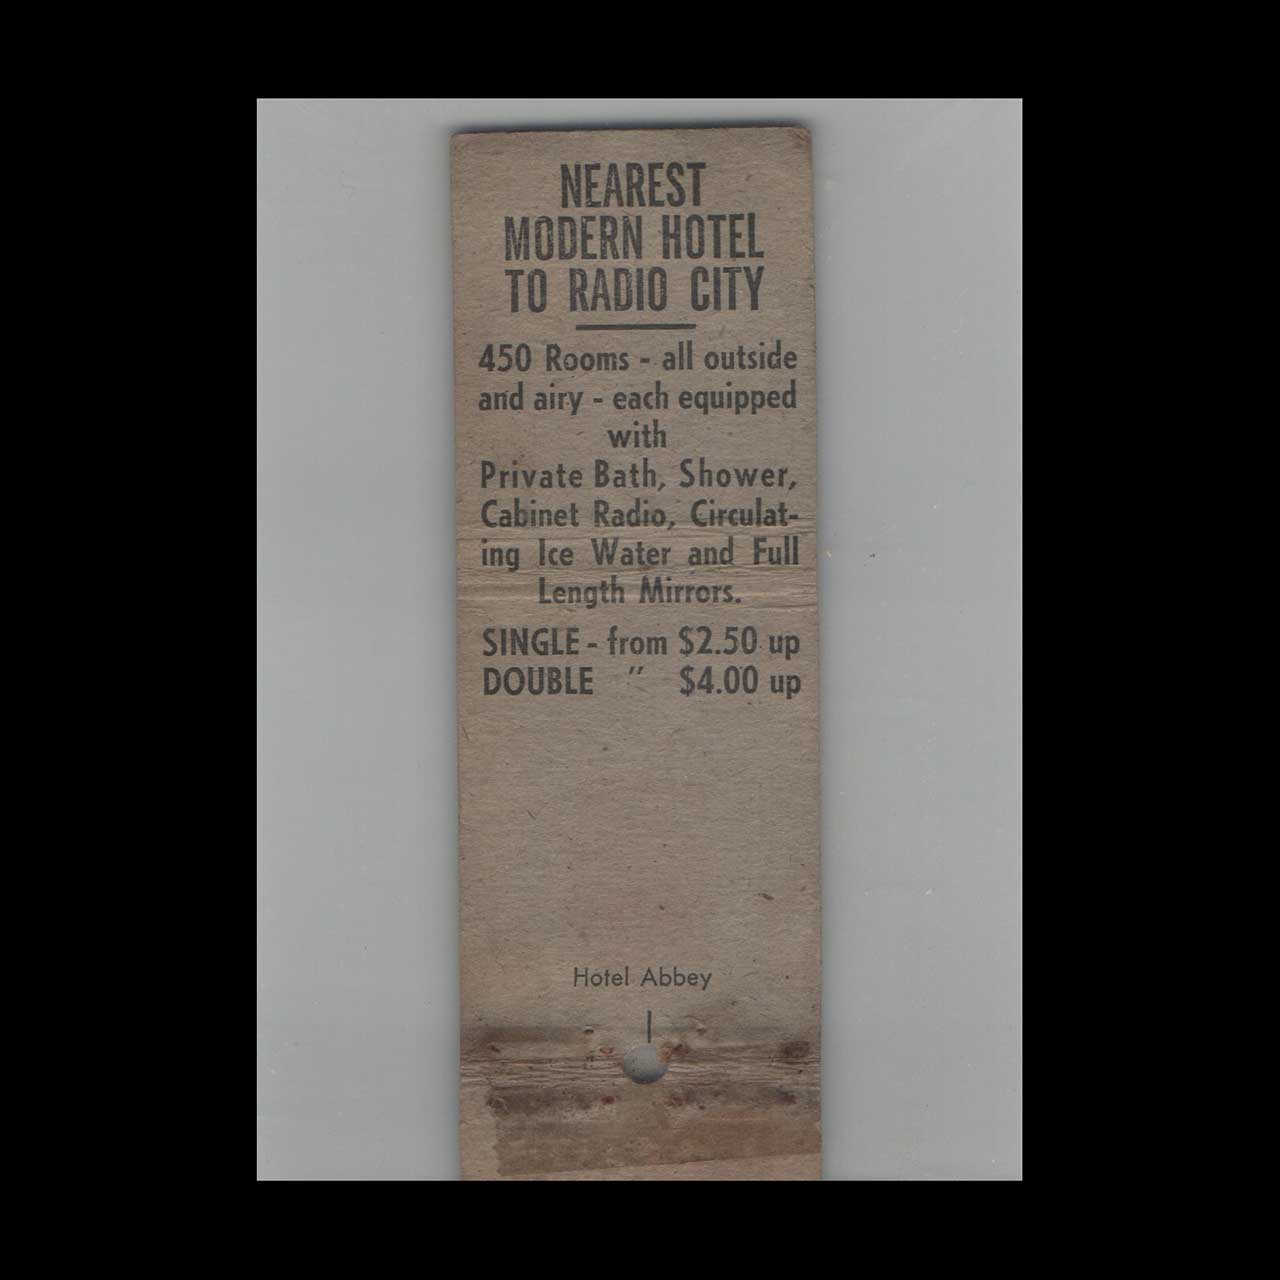 NEAREST
MODERN HOTEL
TO RADIO CITY
450 Rooms - all outside
and airy - each equipped
with
Private Bath, Shower,
Cabinet Radio, Circulat-
ing Ice Water and Full
Length Mirrors.
SINGLE - from $2.50 up
DOUBLE " $4.00 up
Hotel Abbey